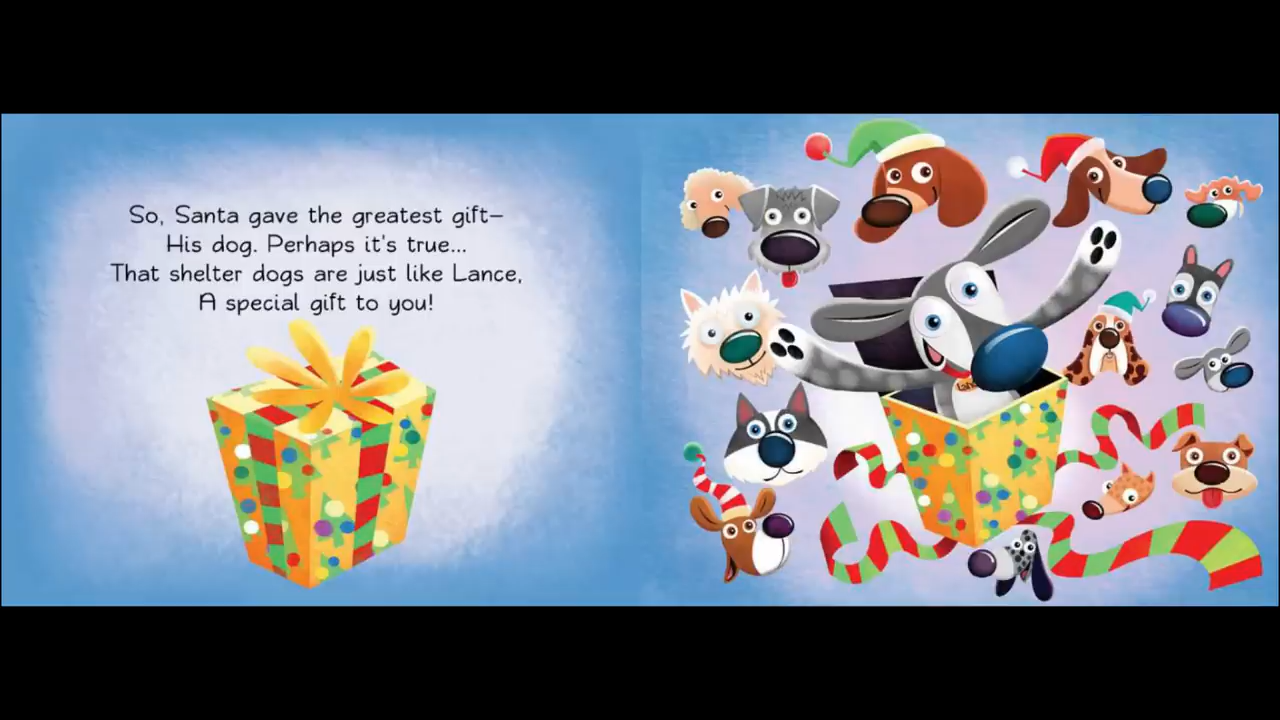 So, Santa gave the greatest gift—
His dog. Perhaps it's true...
That shelter dogs are just like Lance,
A special gift to you!